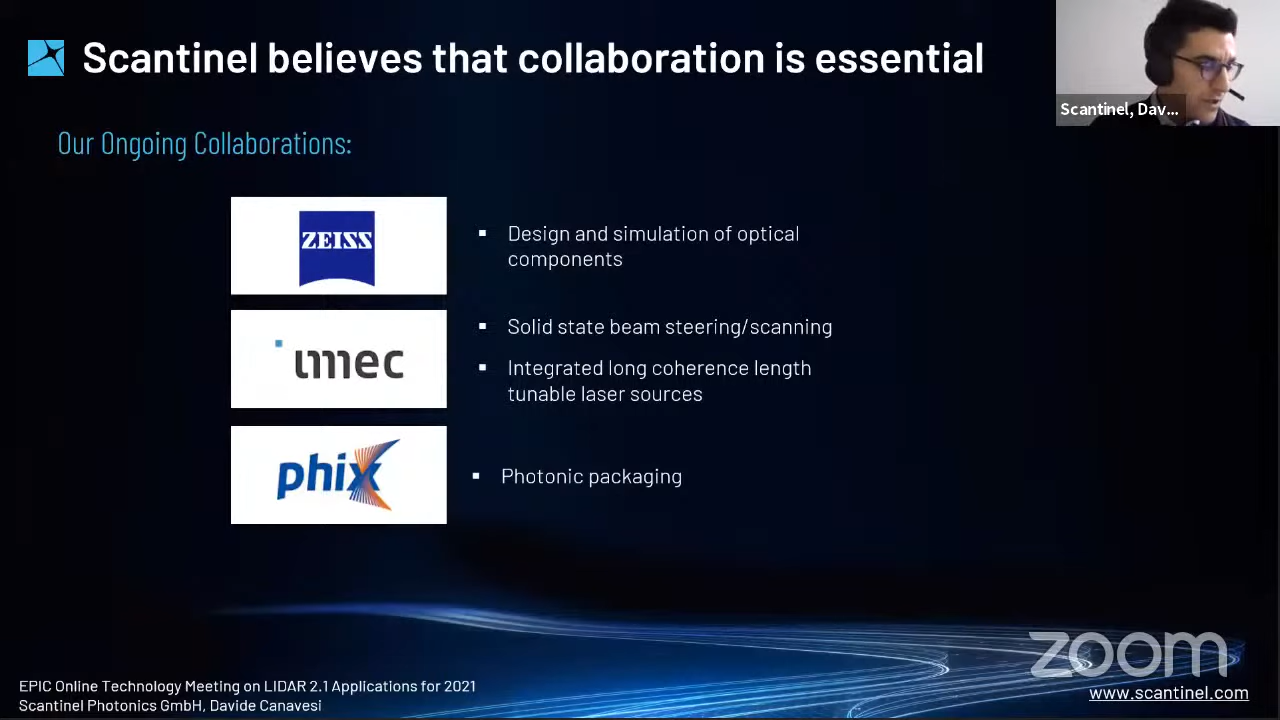 Scantinel believes that collaboration is essential
Scantinel, Dav...
Our Ongoing Collaborations:
ZEISS
▪ Design and simulation of optical
components
imec
▪ Solid state beam steering/scanning
▪ Integrated long coherence length
tunable laser sources
phix
▪ Photonic packaging
zoom
EPIC Online Technology Meeting on LIDAR 2.1 Applications for 2021
Scantinel Photonics GmbH, Davide Canavesi
www.scantinel.com